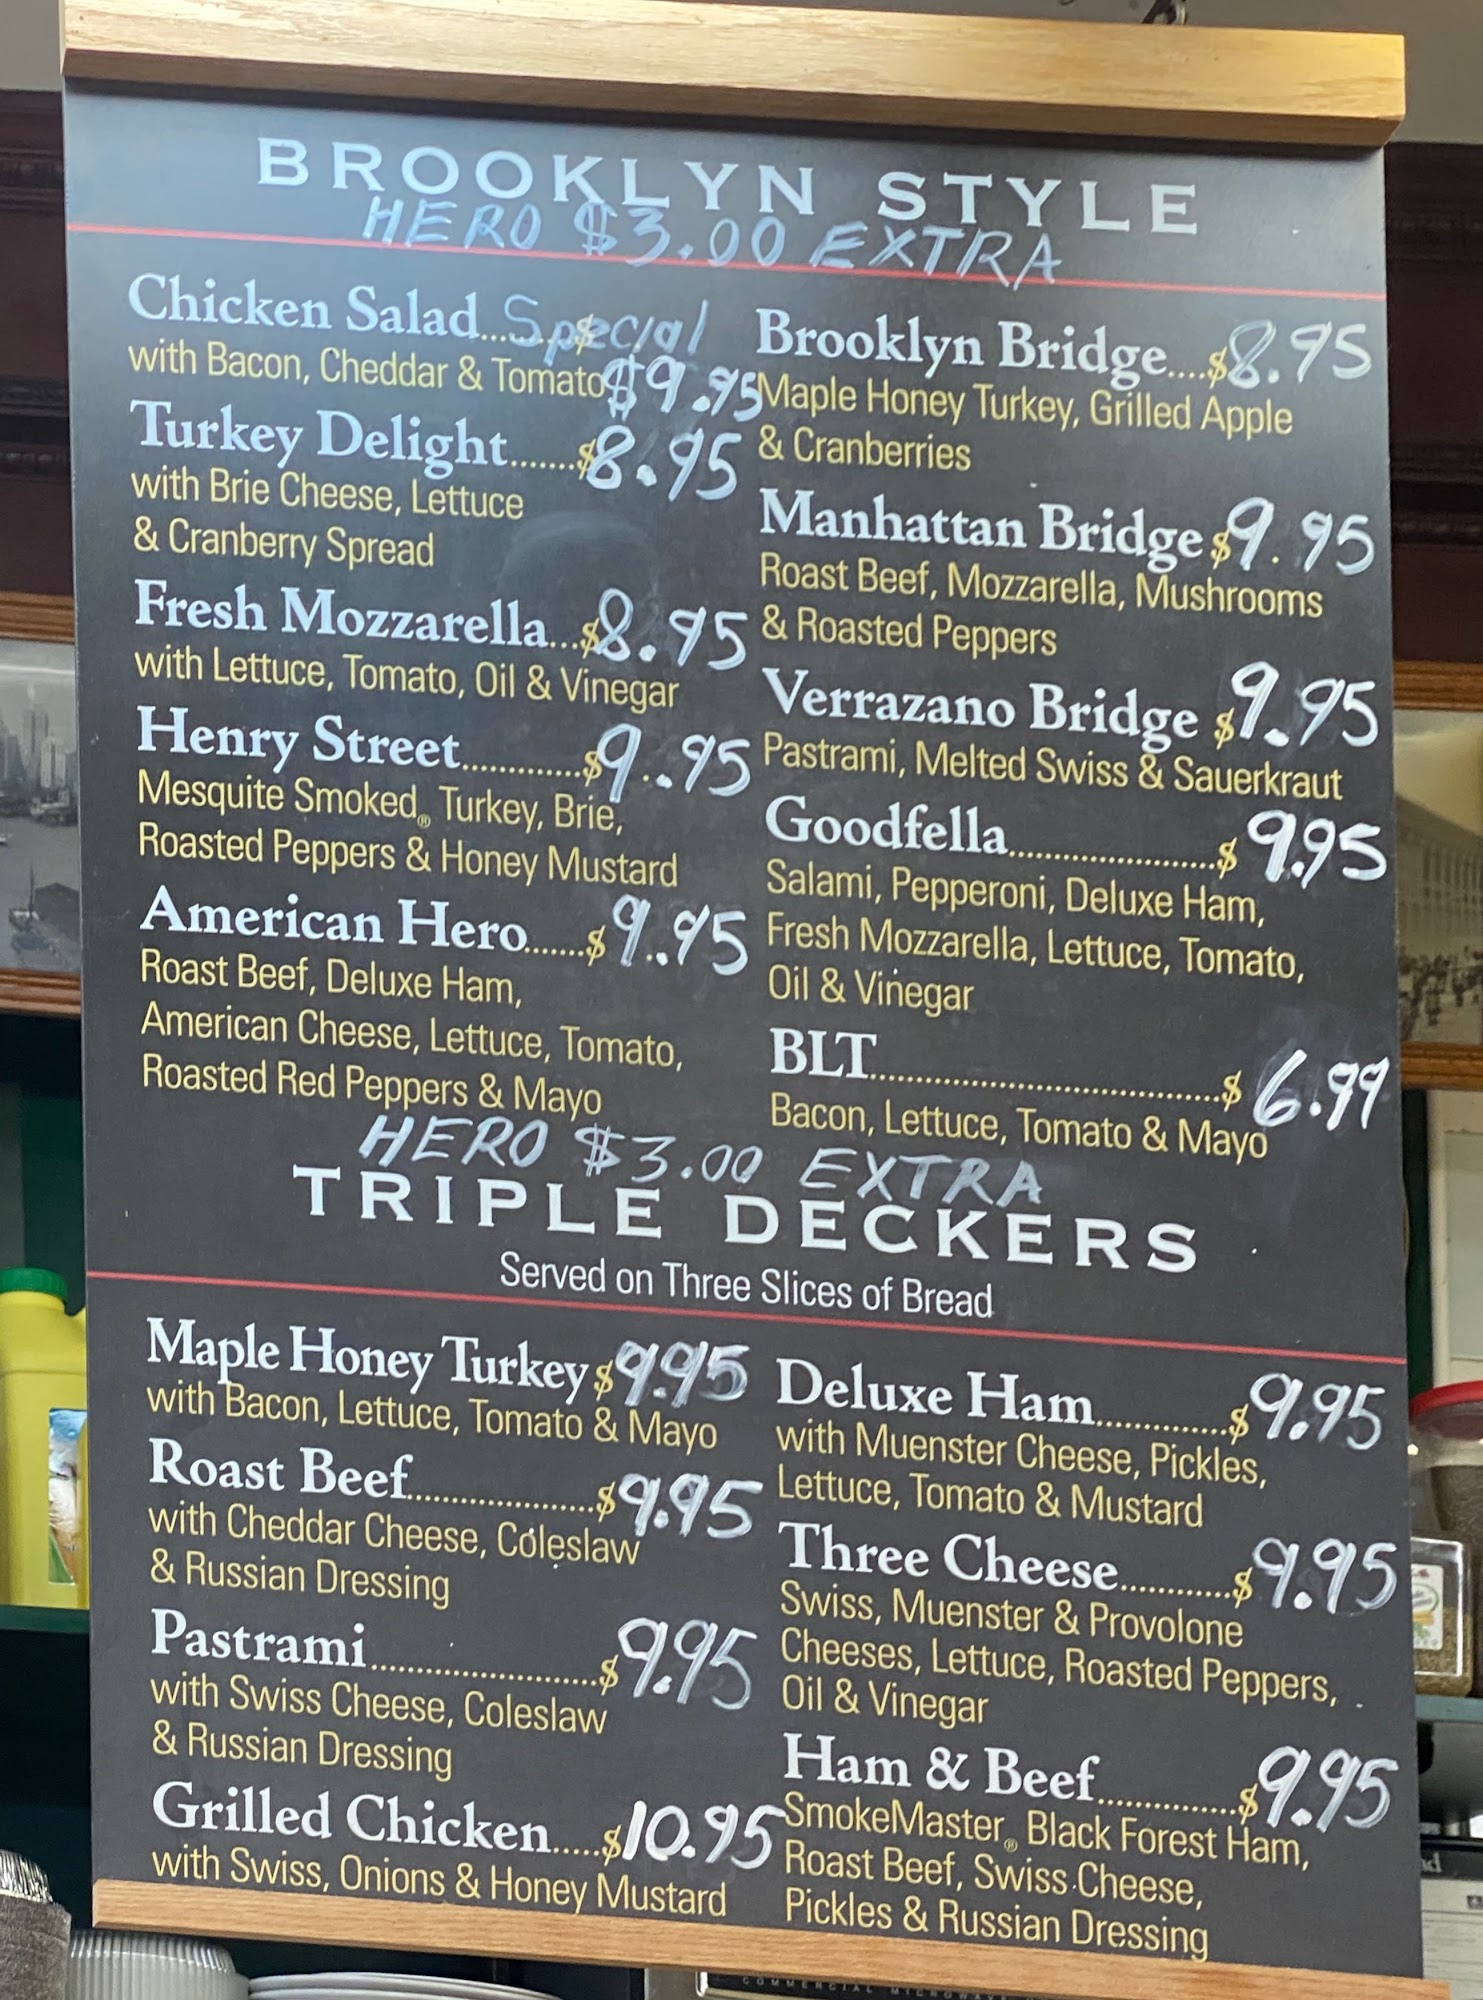 BROOKLYN STYLE
HERO $3.00 EXTRA
Chicken Salad...$ Special
with Bacon, Cheddar & Tomato $9.95
Turkey Delight.......$8.95
with Brie Cheese, Lettuce
& Cranberry Spread
Fresh Mozzarella...$8.95
with Lettuce, Tomato, Oil & Vinegar
Henry Street.............$9.95
Mesquite Smoked® Turkey, Brie,
Roasted Peppers & Honey Mustard
American Hero.......$9.95
Roast Beef, Deluxe Ham,
American Cheese, Lettuce, Tomato,
Roasted Red Peppers & Mayo
Brooklyn Bridge....$8.95
Maple Honey Turkey, Grilled Apple
& Cranberries
Manhattan Bridge $9.95
Roast Beef, Mozzarella, Mushrooms
& Roasted Peppers
Verrazano Bridge $9.95
Pastrami, Melted Swiss & Sauerkraut
Goodfella.......................$9.95
Salami, Pepperoni, Deluxe Ham,
Fresh Mozzarella, Lettuce, Tomato,
Oil & Vinegar
BLT......................................$6.99
Bacon, Lettuce, Tomato & Mayo
HERO $3.00 EXTRA
TRIPLE DECKERS
Served on Three Slices of Bread
Maple Honey Turkey $9.95
with Bacon, Lettuce, Tomato & Mayo
Roast Beef....................$9.95
with Cheddar Cheese, Coleslaw
& Russian Dressing
Pastrami.........................$9.95
with Swiss Cheese, Coleslaw
& Russian Dressing
Grilled Chicken.....$10.95
with Swiss, Onions & Honey Mustard
Deluxe Ham..............$9.95
with Muenster Cheese, Pickles,
Lettuce, Tomato & Mustard
Three Cheese............$9.95
Swiss, Muenster & Provolone
Cheeses, Lettuce, Roasted Peppers,
Oil & Vinegar
Ham & Beef...............$9.95
SmokeMaster® Black Forest Ham,
Roast Beef, Swiss Cheese,
Pickles & Russian Dressing
COMMERCIAL MICROWAVE